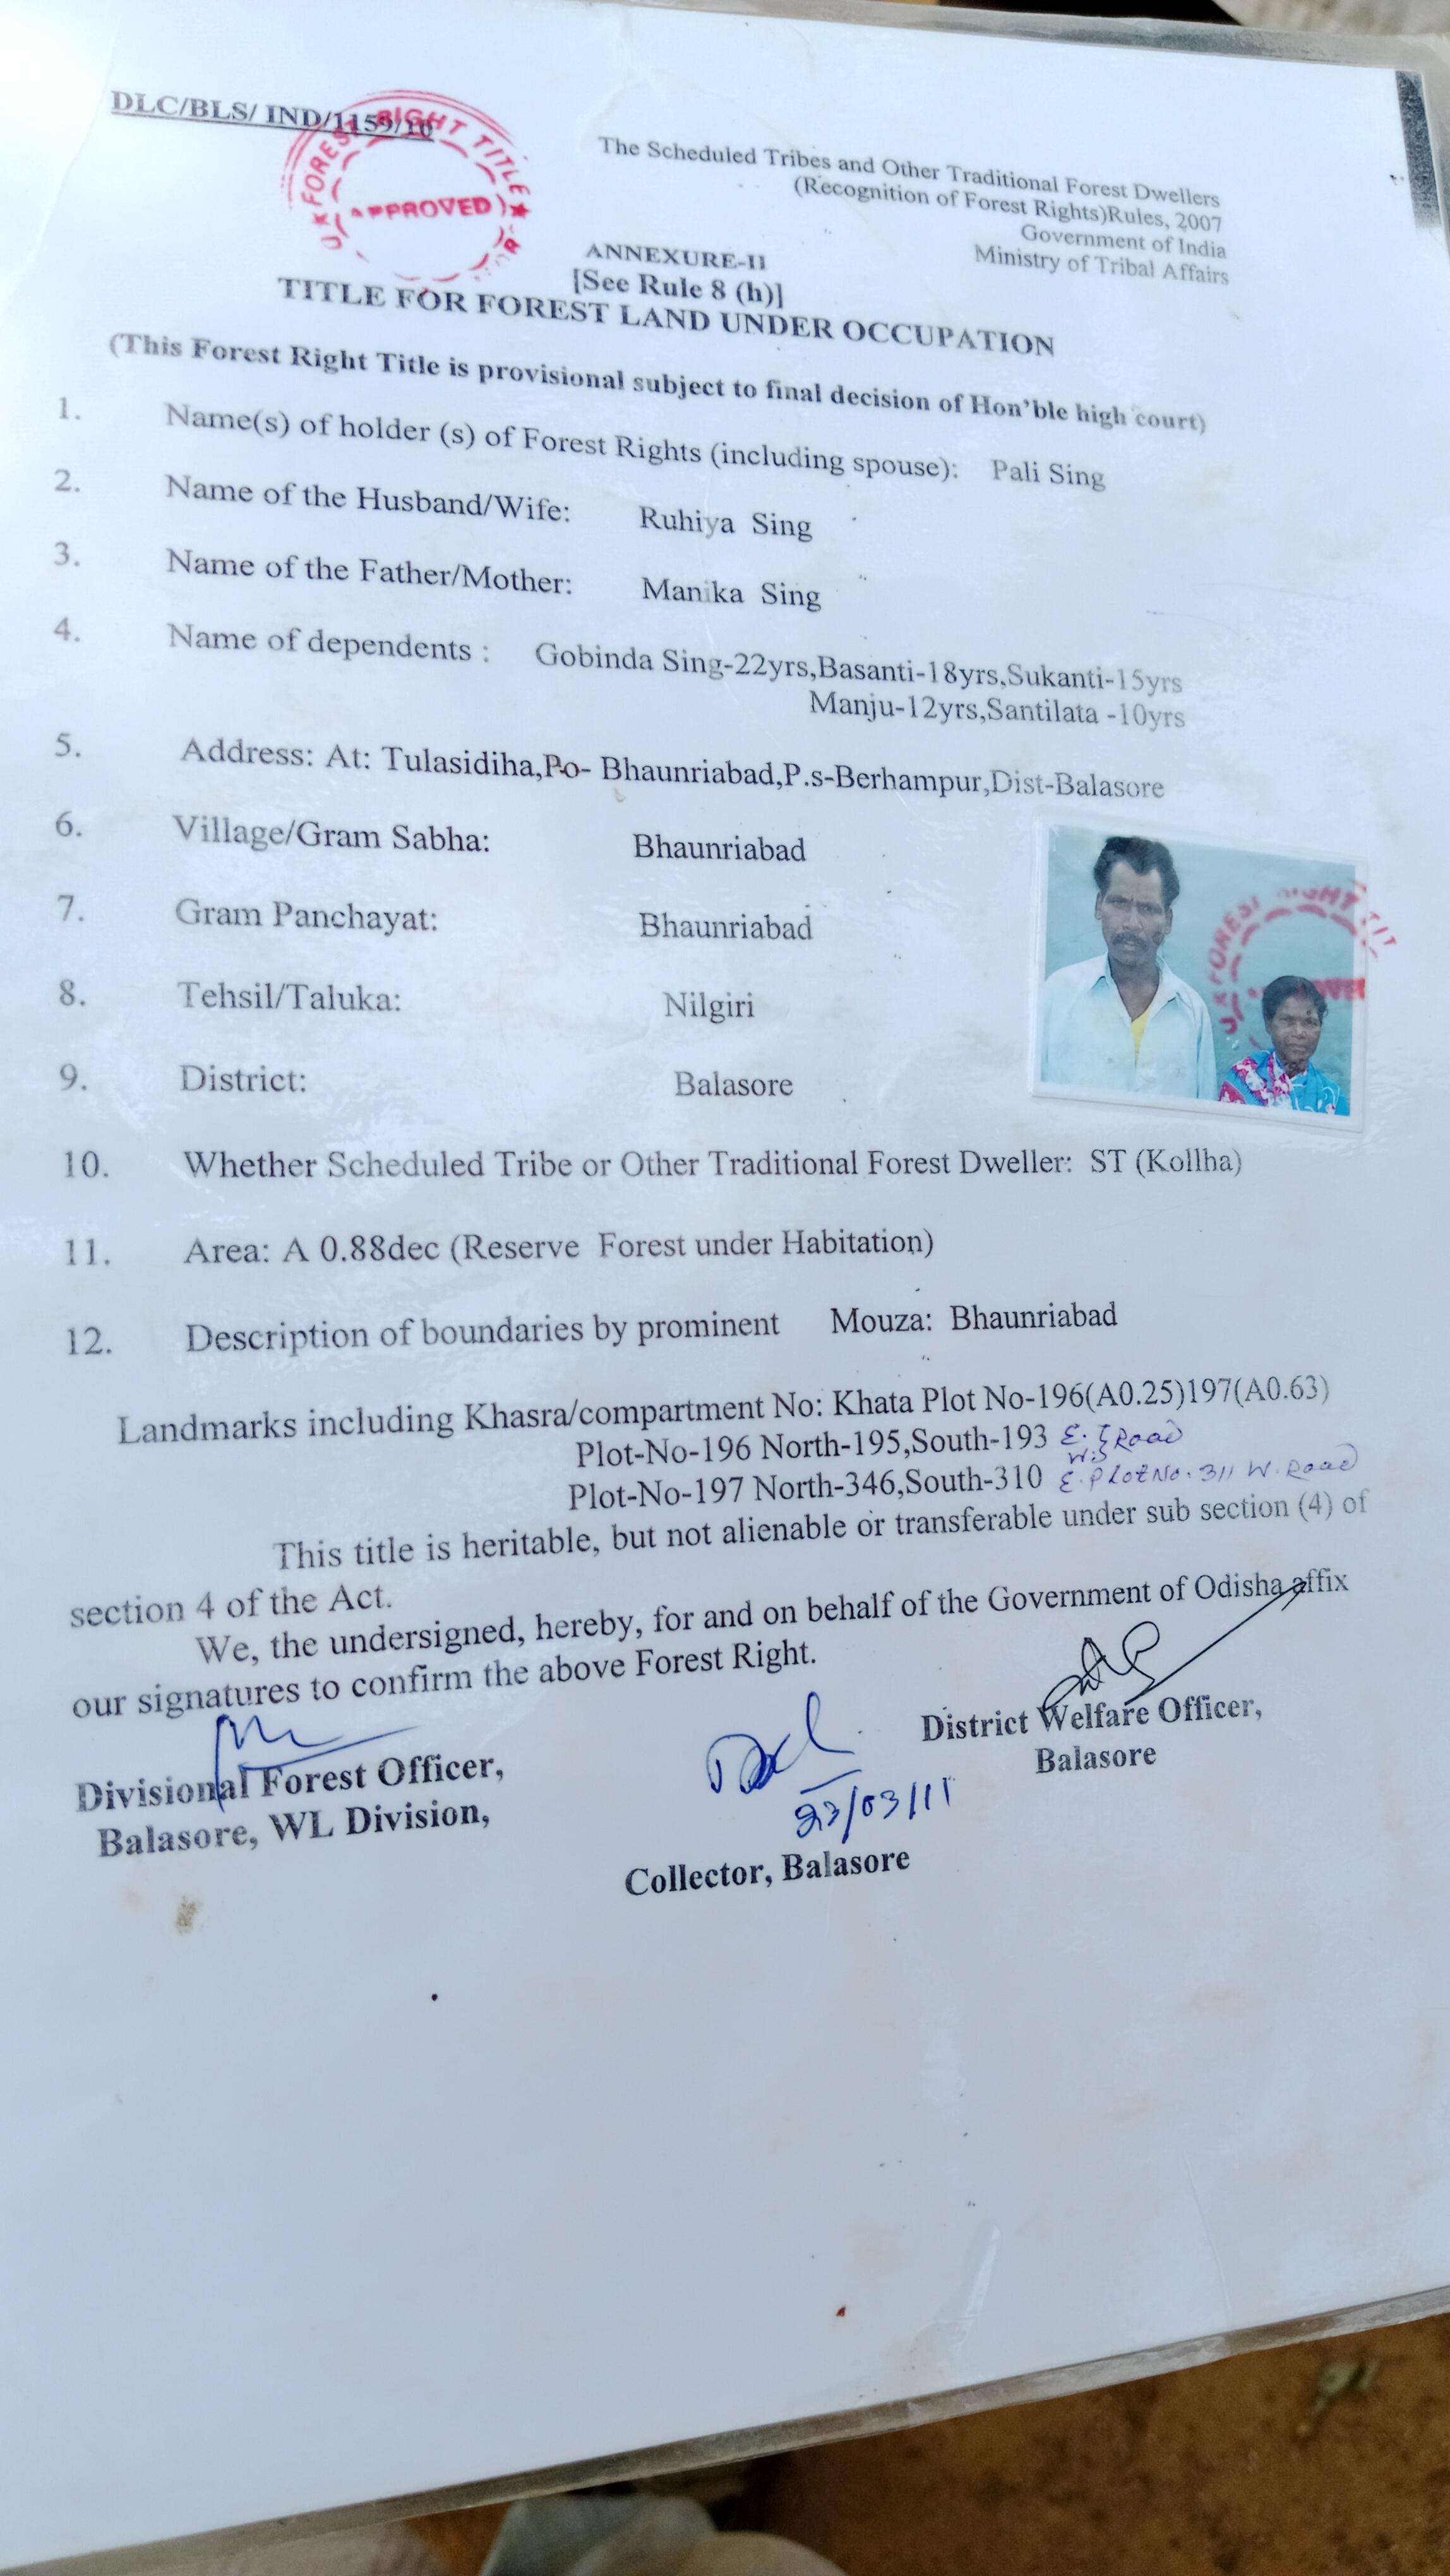 DLC/BLS/ IND/1159/10
FOREST RIGHT TITLE
APPROVED
The Scheduled Tribes and Other Traditional Forest Dwellers
(Recognition of Forest Rights)Rules, 2007
Government of India
Ministry of Tribal Affairs
ANNEXURE-II
[See Rule 8 (h)]
TITLE FOR FOREST LAND UNDER OCCUPATION
(This Forest Right Title is provisional subject to final decision of Hon'ble high court)
1. Name(s) of holder (s) of Forest Rights (including spouse): Pali Sing
2. Name of the Husband/Wife: Ruhiya Sing
3. Name of the Father/Mother: Manika Sing
4. Name of dependents : Gobinda Sing-22yrs,Basanti-18yrs,Sukanti-15yrs
Manju-12yrs,Santilata -10yrs
5. Address: At: Tulasidiha,Po- Bhaunriabad,P.s-Berhampur,Dist-Balasore
6. Village/Gram Sabha: Bhaunriabad
7. Gram Panchayat: Bhaunriabad
8. Tehsil/Taluka: Nilgiri
9. District: Balasore
FOREST RIGHT TIT
10. Whether Scheduled Tribe or Other Traditional Forest Dweller: ST (Kollha)
11. Area: A 0.88dec (Reserve Forest under Habitation)
12. Description of boundaries by prominent Mouza: Bhaunriabad
Landmarks including Khasra/compartment No: Khata Plot No-196(A0.25)197(A0.63)
Plot-No-196 North-195,South-193 E. W. Road
Plot-No-197 North-346,South-310 E. Plot No. 311 W. Road
This title is heritable, but not alienable or transferable under sub section (4) of
section 4 of the Act.
We, the undersigned, hereby, for and on behalf of the Government of Odisha affix
our signatures to confirm the above Forest Right.
Divisional Forest Officer,
Balasore, WL Division,
23/03/11
Collector, Balasore
District Welfare Officer,
Balasore